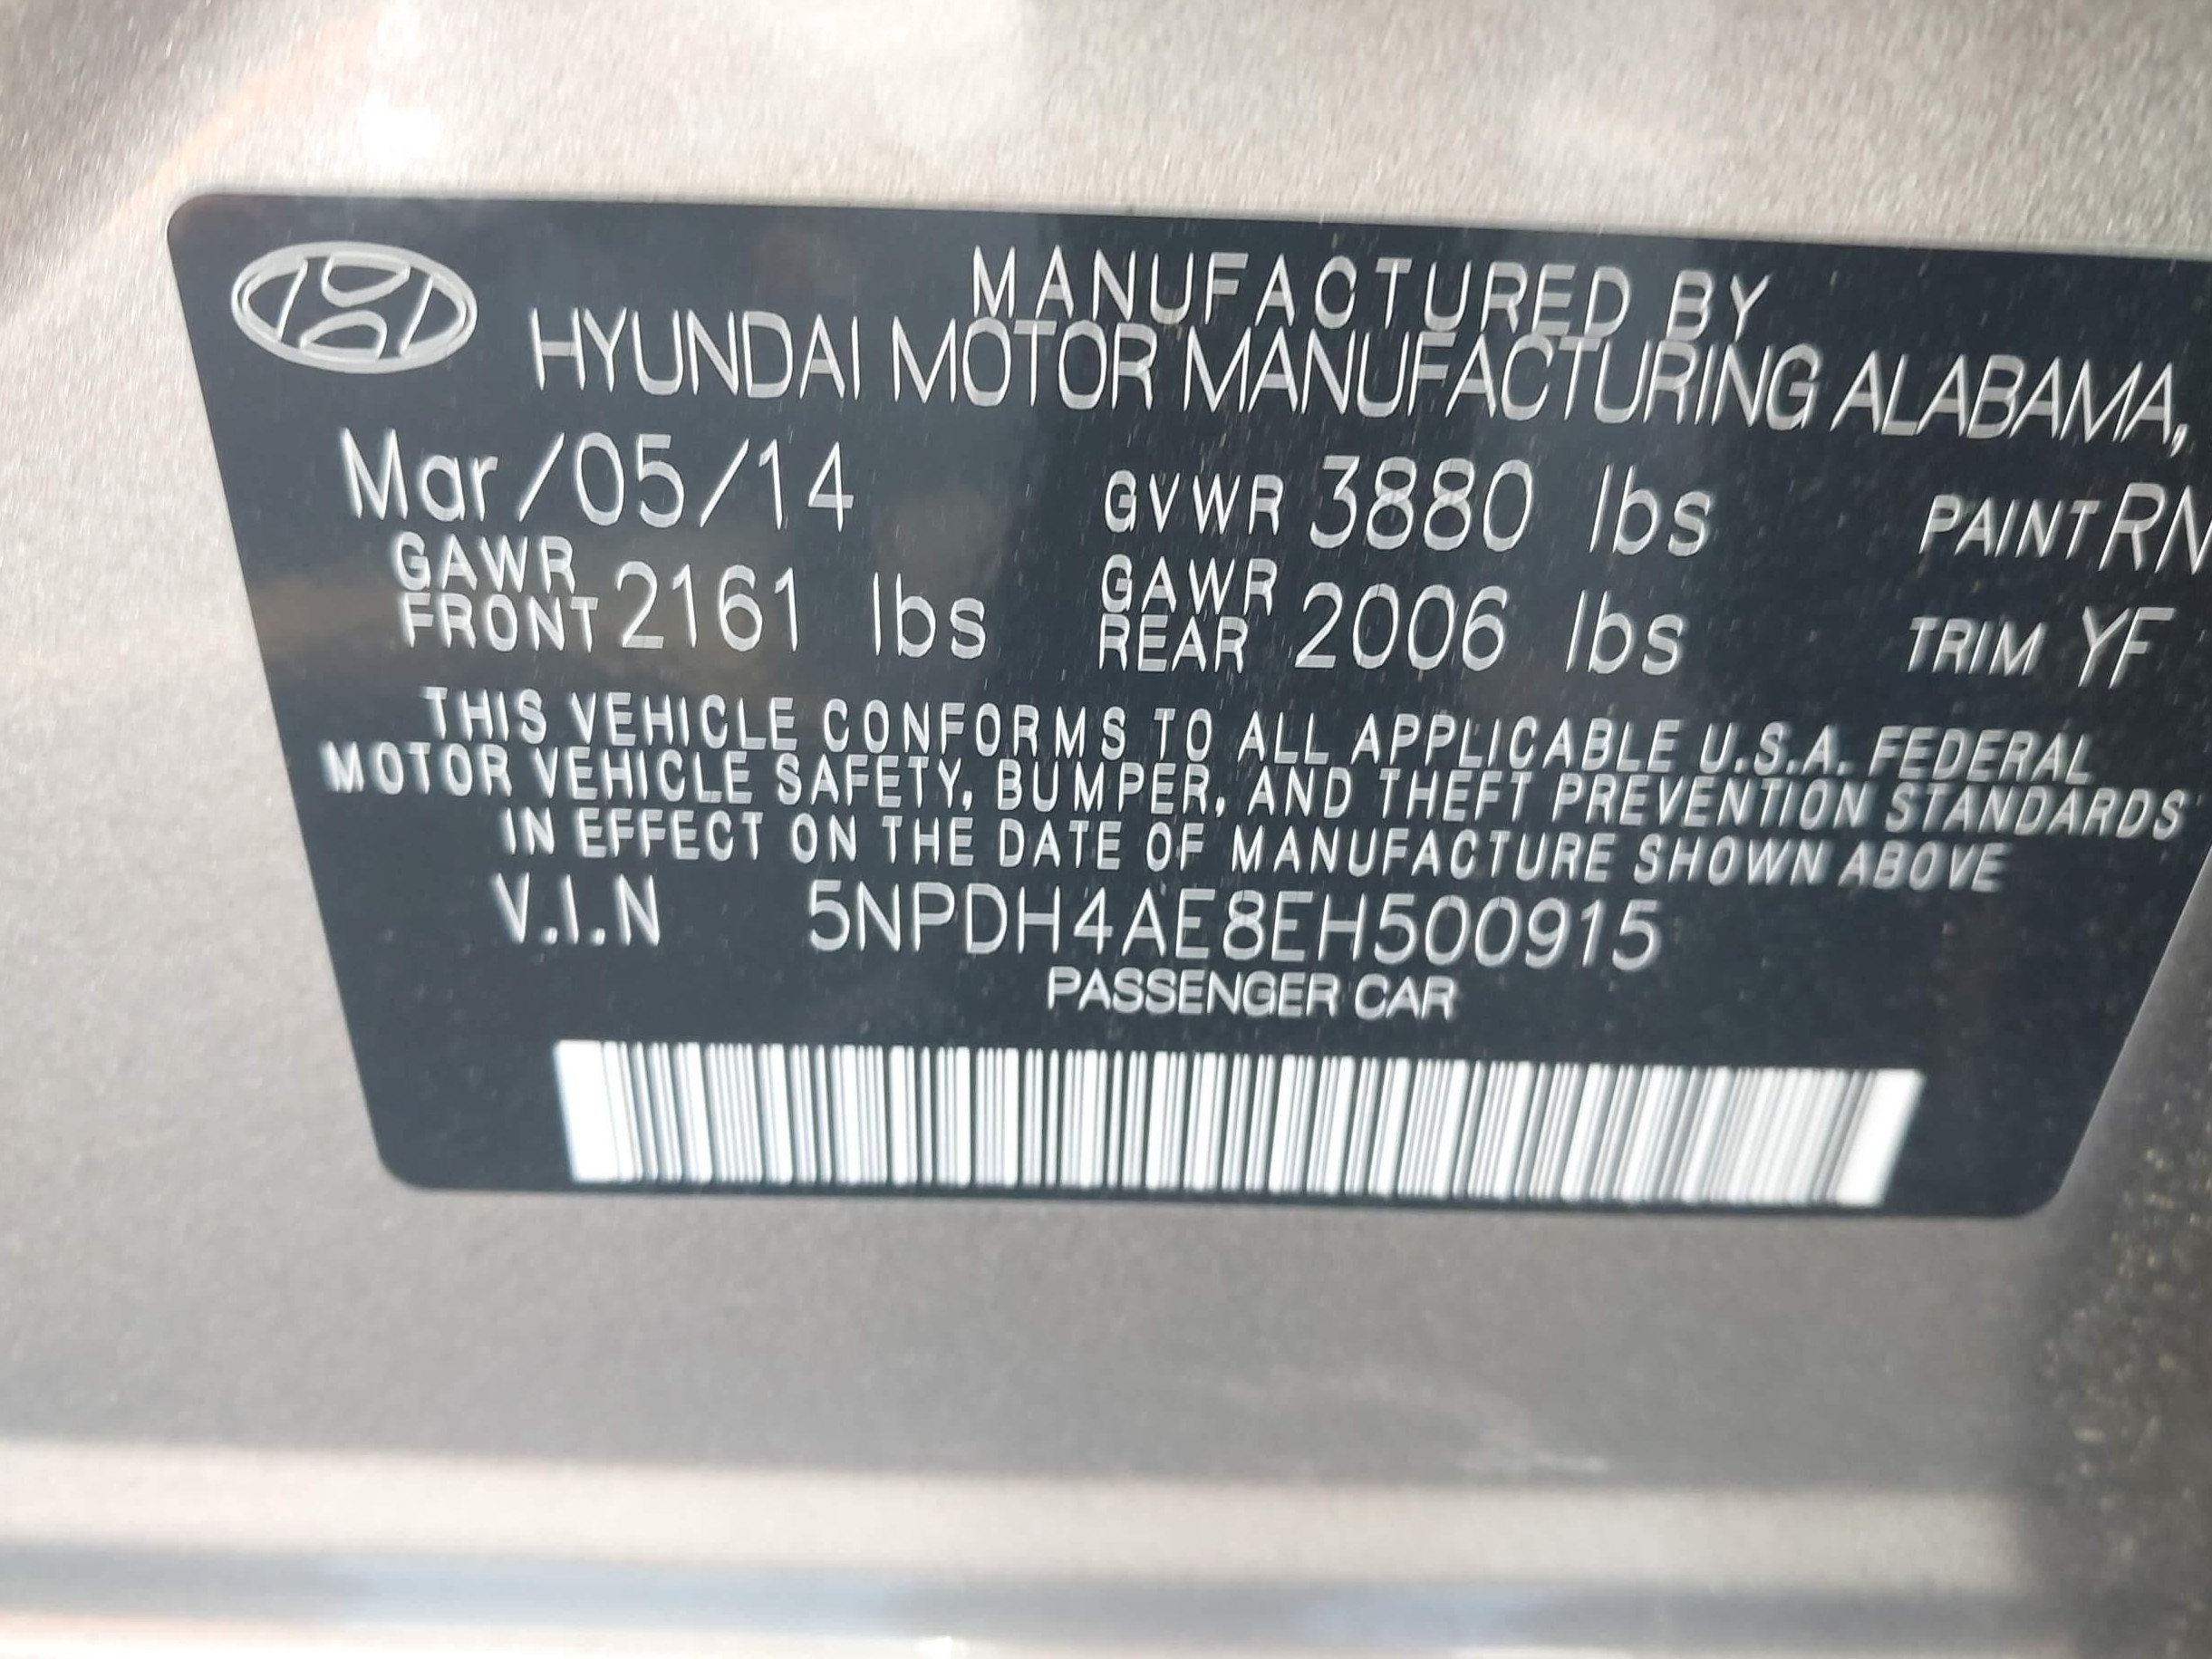 MANUFACTURED BY
HYUNDAI MOTOR MANUFACTURING ALABAMA,
Mar/05/14 GVWR 3880 lbs PAINT RN
GAWR FRONT 2161 lbs GAWR REAR 2006 lbs TRIM YF
THIS VEHICLE CONFORMS TO ALL APPLICABLE U.S.A. FEDERAL
MOTOR VEHICLE SAFETY, BUMPER, AND THEFT PREVENTION STANDARDS
IN EFFECT ON THE DATE OF MANUFACTURE SHOWN ABOVE
V.I.N 5NPDH4AE8EH500915
PASSENGER CAR